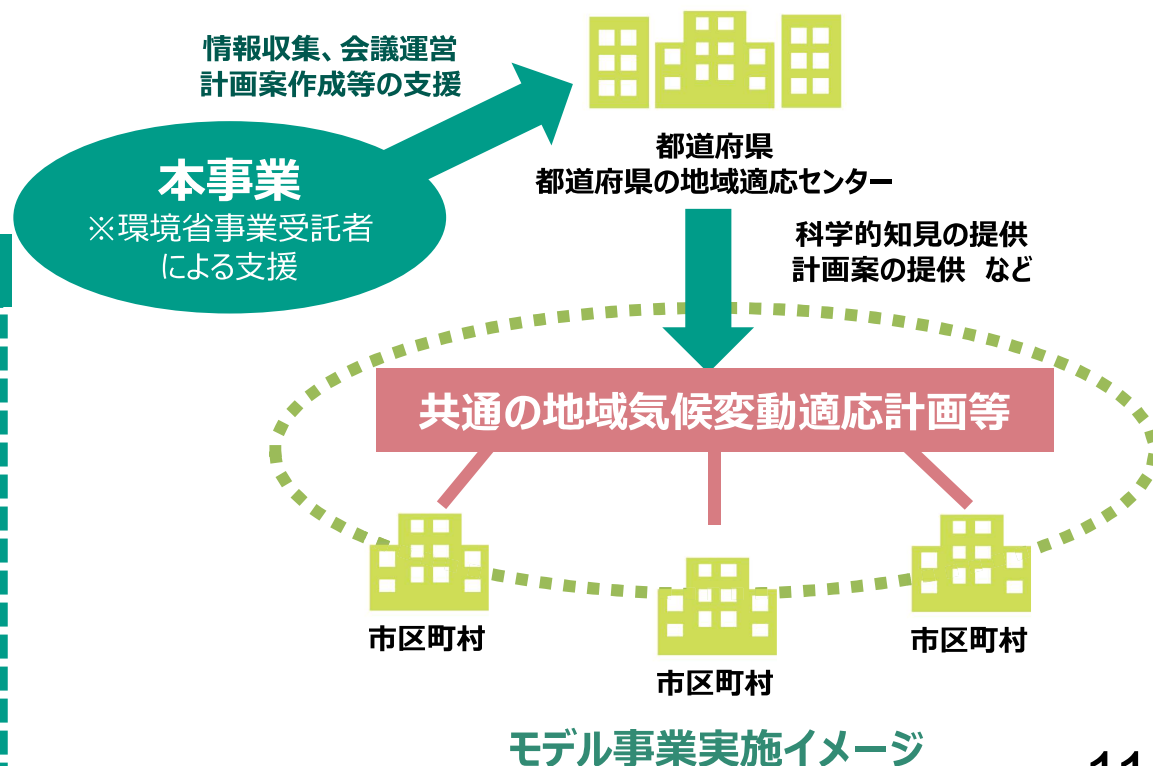 情報収集、会議運営
計画案作成等の支援
本事業
※環境省事業受託者
による支援
都道府県
都道府県の地域適応センター
科学的知見の提供
計画案の提供　など
共通の地域気候変動適応計画等
市区町村
市区町村
市区町村
モデル事業実施イメージ
11